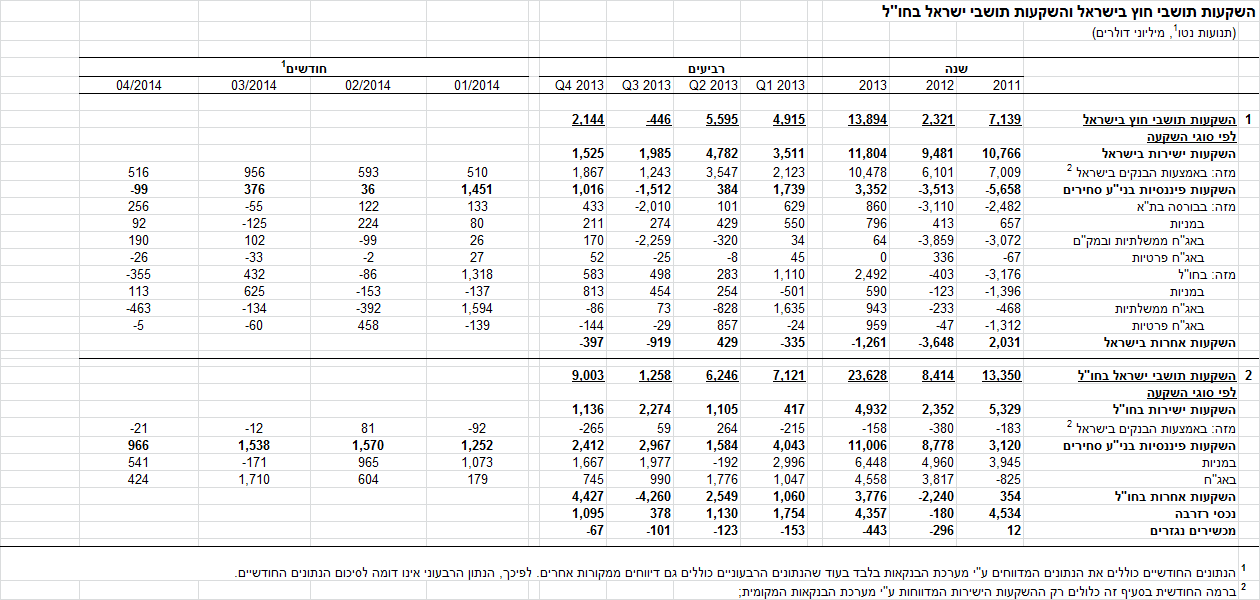 השקעות תושבי חוץ בישראל והשקעות תושבי ישראל בחו"ל
(תנועות נטו¹, מיליוני דולרים)
שנה רביעים חודשים¹
2011 2012 2013 Q1 2013 Q2 2013 Q3 2013 Q4 2013 01/2014 02/2014 03/2014 04/2014
1 השקעות תושבי חוץ בישראל 7,139 2,321 13,894 4,915 5,595 -446 2,144
לפי סוגי השקעה
השקעות ישירות בישראל 10,766 9,481 11,804 3,511 4,782 1,985 1,525
מזה: באמצעות הבנקים בישראל ² 7,009 6,101 10,478 2,123 3,547 1,243 1,867 510 593 956 516
השקעות פיננסיות בני"ע סחירים -5,658 -3,513 3,352 1,739 384 -1,512 1,016 1,451 36 376 -99
מזה: בבורסה בת"א -2,482 -3,110 860 629 101 -2,010 433 133 122 -55 256
במניות 657 413 796 550 429 274 211 80 224 -125 92
באג"ח ממשלתיות ובמק"ם -3,072 -3,859 64 34 -320 -2,259 170 26 -99 102 190
באג"ח פרטיות -67 336 0 45 -8 -25 52 27 -2 -33 -26
מזה: בחו"ל -3,176 -403 2,492 1,110 283 498 583 1,318 -86 432 -355
במניות -1,396 -123 590 -501 254 454 813 -137 -153 625 113
באג"ח ממשלתיות -468 -233 943 1,635 -828 73 -86 1,594 -392 -134 -463
באג"ח פרטיות -1,312 -47 959 -24 857 -29 -144 -139 458 -60 -5
השקעות אחרות בישראל 2,031 -3,648 -1,261 -335 429 -919 -397
2 השקעות תושבי ישראל בחו"ל 13,350 8,414 23,628 7,121 6,246 1,258 9,003
לפי סוגי השקעה
השקעות ישירות בחו"ל 5,329 2,352 4,932 417 1,105 2,274 1,136
מזה: באמצעות הבנקים בישראל ² -183 -380 -158 -215 264 59 -265 -92 81 -12 -21
השקעות פיננסיות בני"ע סחירים 3,120 8,778 11,006 4,043 1,584 2,967 2,412 1,252 1,570 1,538 966
במניות 3,945 4,960 6,448 2,996 -192 1,977 1,667 1,073 965 -171 541
באג"ח -825 3,817 4,558 1,047 1,776 990 745 179 604 1,710 424
השקעות אחרות בחו"ל 354 -2,240 3,776 1,060 2,549 -4,260 4,427
נכסי רזרבה 4,534 -180 4,357 1,754 1,130 378 1,095
מכשירים נגזרים 12 -296 -443 -153 -123 -101 -67
¹ הנתונים החודשיים כוללים את הנתונים המדווחים ע"י מערכת הבנקאות בלבד בעוד שהנתונים הרבעוניים כוללים גם דיווחים ממקורות אחרים. לפיכך, הנתון הרבעוני אינו דומה לסיכום הנתונים החודשיים.
² ברמה החודשית בסעיף זה כלולים רק ההשקעות הישירות המדווחות ע"י מערכת הבנקאות המקומית;